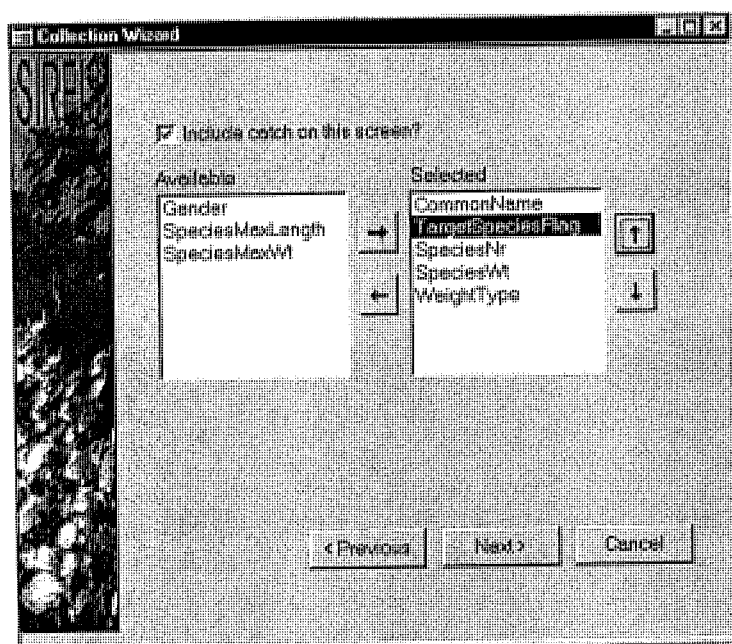 Collection Wizard
Include catch on this screen?
Available
Selected
Gender
SpeciesMaxLength
SpeciesMaxWt
CommonName
TargetSpeciesFlag
SpeciesNr
SpeciesWt
WeightType
< Previous
Next >
Cancel